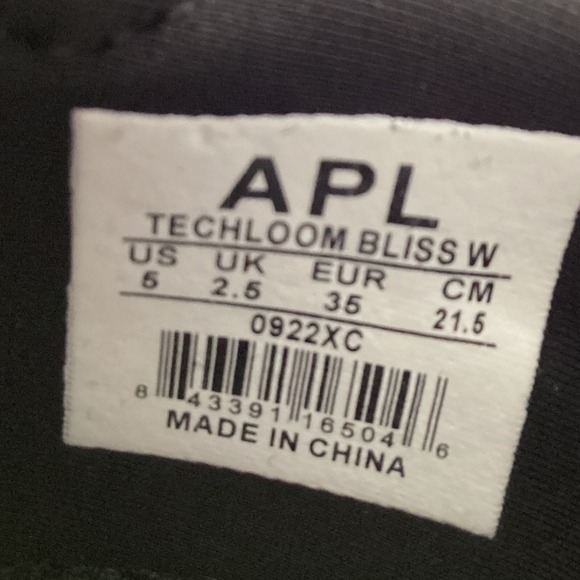 APL
TECHLOOM BLISS W
US UK EUR CM
5 2.5 35 21.5
0922XC
8 43391 16504 6
MADE IN CHINA